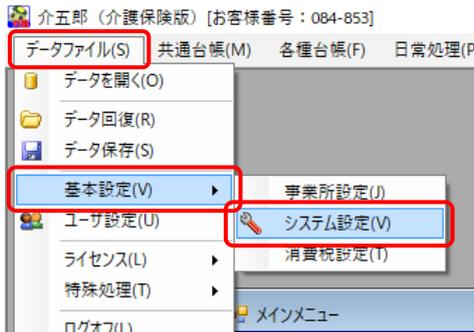 介五郎（介護保険版）[お客様番号：084-853]
データファイル(S) 共通台帳(M) 各種台帳(F) 日常処理(P
データを開く(O)
データ回復(R)
データ保存(S)
基本設定(V)
事業所設定(J)
ユーザ設定(U)
システム設定(V)
ライセンス(L)
消費税設定(T)
特殊処理(T)
メインメニュー
ログオフ(L)